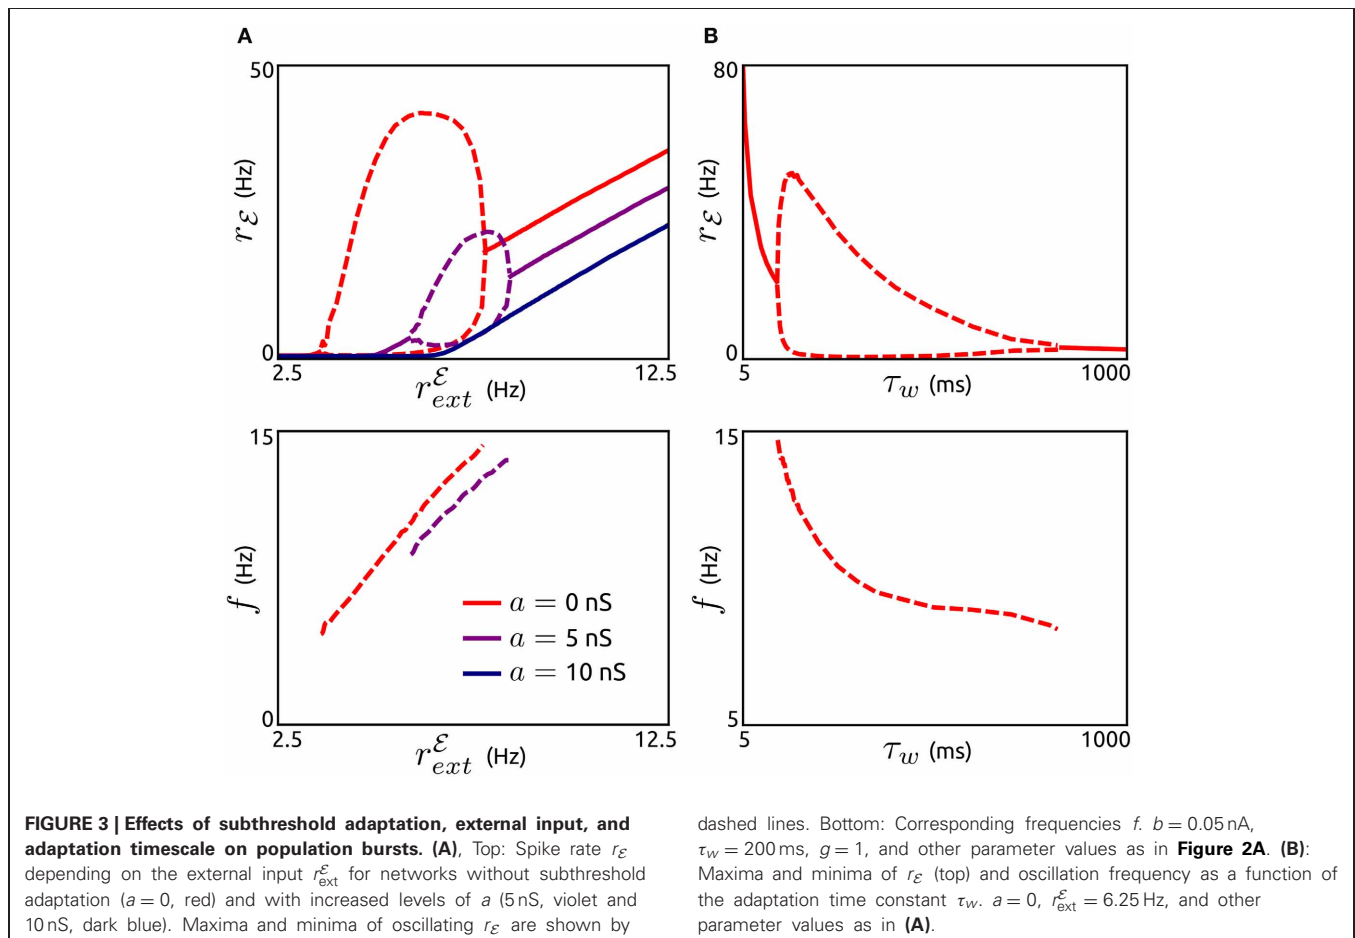 A
B
50
r_ℰ (Hz)
0
2.5
12.5
r^ℰ_ext (Hz)
80
r_ℰ (Hz)
0
5
1000
τ_w (ms)
15
f (Hz)
0
2.5
12.5
r^ℰ_ext (Hz)
a = 0 nS
a = 5 nS
a = 10 nS
15
f (Hz)
5
5
1000
τ_w (ms)
FIGURE 3 | Effects of subthreshold adaptation, external input, and
adaptation timescale on population bursts. (A), Top: Spike rate r_ℰ
depending on the external input r^ℰ_ext for networks without subthreshold
adaptation (a = 0, red) and with increased levels of a (5 nS, violet and
10 nS, dark blue). Maxima and minima of oscillating r_ℰ are shown by
dashed lines. Bottom: Corresponding frequencies f. b = 0.05 nA,
τ_w = 200 ms, g = 1, and other parameter values as in Figure 2A. (B):
Maxima and minima of r_ℰ (top) and oscillation frequency as a function of
the adaptation time constant τ_w. a = 0, r^ℰ_ext = 6.25 Hz, and other
parameter values as in (A).